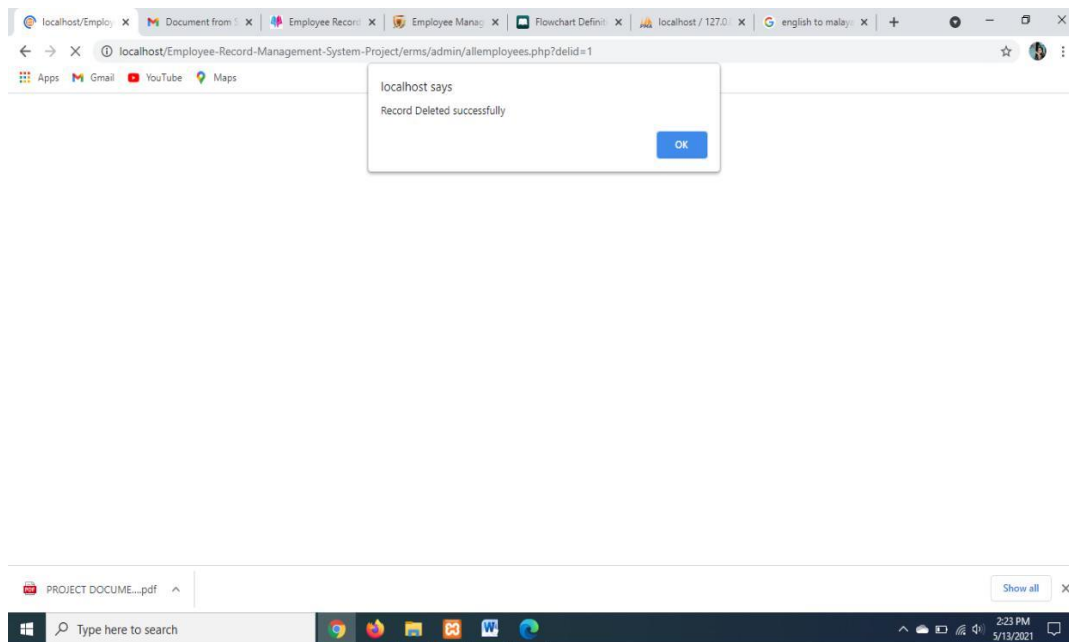 localhost/Employ
Document from S
Employee Record
Employee Manag
Flowchart Definit
localhost / 127.0.
english to malay
localhost/Employee-Record-Management-System-Project/erms/admin/allemployees.php?delid=1
Apps
Gmail
YouTube
Maps
localhost says
Record Deleted successfully
OK
PROJECT DOCUME....pdf
Show all
Type here to search
2:23 PM
5/13/2021